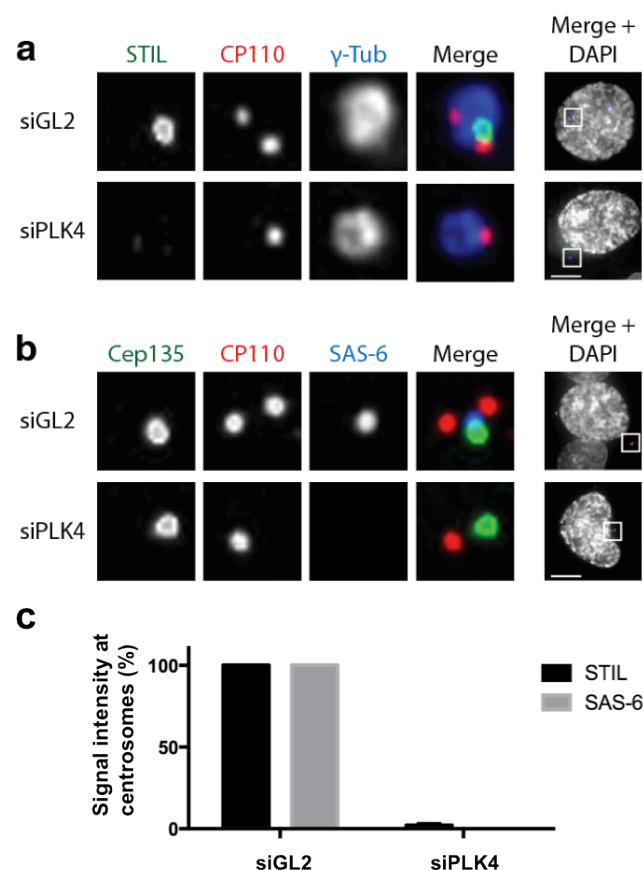 a
STIL CP110 γ-Tub Merge Merge +
DAPI
siGL2
siPLK4
b
Cep135 CP110 SAS-6 Merge Merge +
DAPI
siGL2
siPLK4
c
Signal intensity at
centrosomes (%)
100
50
0
siGL2 siPLK4
STIL
SAS-6